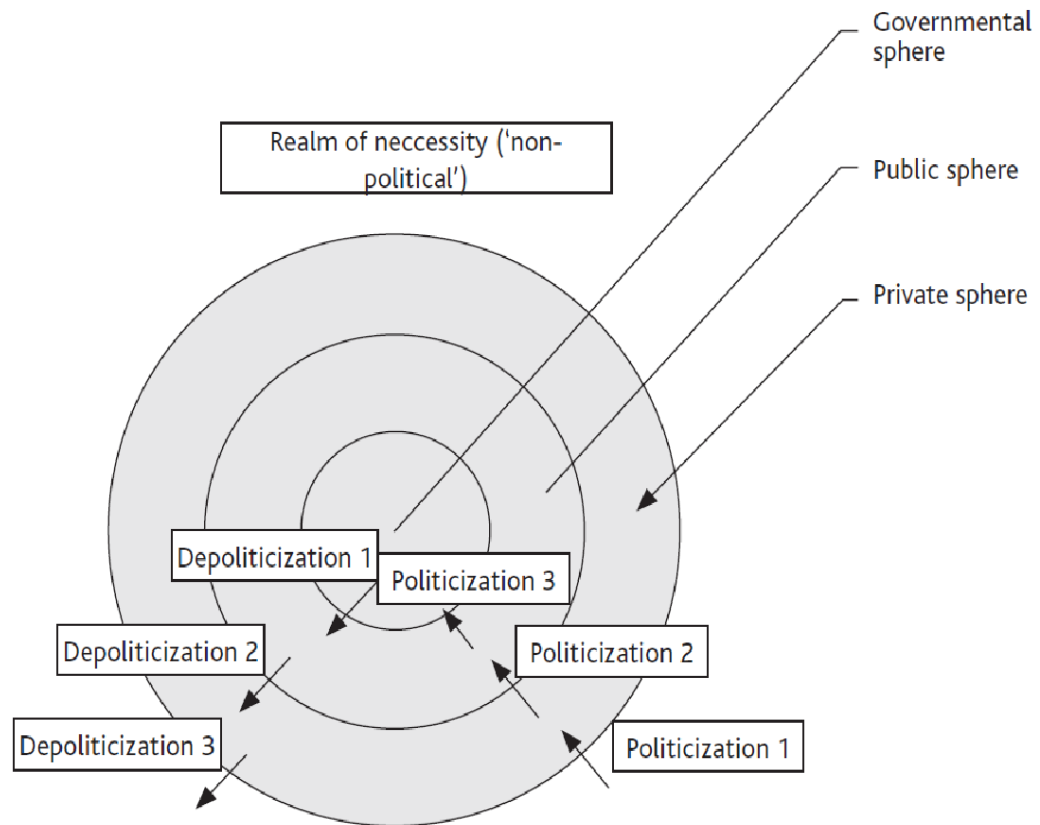 Governmental
sphere
Realm of neccessity ('non-
political')
Public sphere
Private sphere
Depoliticization 1
Politicization 3
Depoliticization 2
Politicization 2
Depoliticization 3
Politicization 1